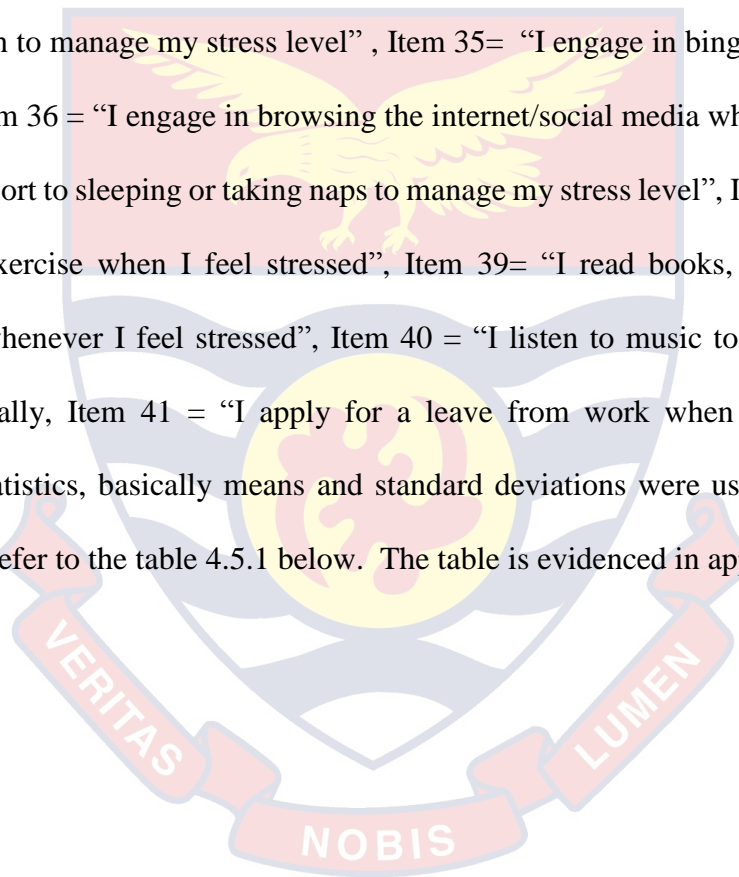 n to manage my stress level” , Item 35= “I engage in bing
m 36 = “I engage in browsing the internet/social media wh
ort to sleeping or taking naps to manage my stress level”, I
xercise when I feel stressed”, Item 39= “I read books,
whenever I feel stressed”, Item 40 = “I listen to music to
ally, Item 41 = “I apply for a leave from work when
atistics, basically means and standard deviations were us
efer to the table 4.5.1 below. The table is evidenced in ap
VERITAS
NOBIS
LUMEN